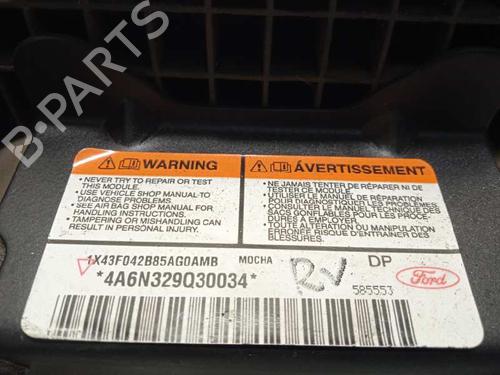 WARNING
• NEVER TRY TO REPAIR OR TEST
THIS MODULE.
• USE VEHICLE SHOP MANUAL TO
DIAGNOSE PROBLEMS.
• SEE AIR BAG SHOP MANUAL FOR
HANDLING INSTRUCTIONS.
• TAMPERING OR MISHANDLING CAN
RESULT IN PERSONAL INJURY.
ÁVERTISSEMENT
• NE JAMAIS TENTER DE RÉPARER NI DE
TESTER CE MODULE.
• UTILISER LE MANUEL DE RÉPARATION
POUR DIAGNOSTIQUER LES PROBLÈMES.
• CONSULTER LE MANUEL DE RÉPARATION DES
SACS GONFLABLES POUR LES PROCÉ-
DURES À EMPLOYER.
• TOUTE ALTÉRATION OU MANUTENTION
ERRONÉE RISQUE D'ENTRAÎNER DES
BLESSURES.
1X43F042B85AG0AMB MOCHA
*4A6N329Q30034*
RV
DP
Ford
585553
B-PARTS